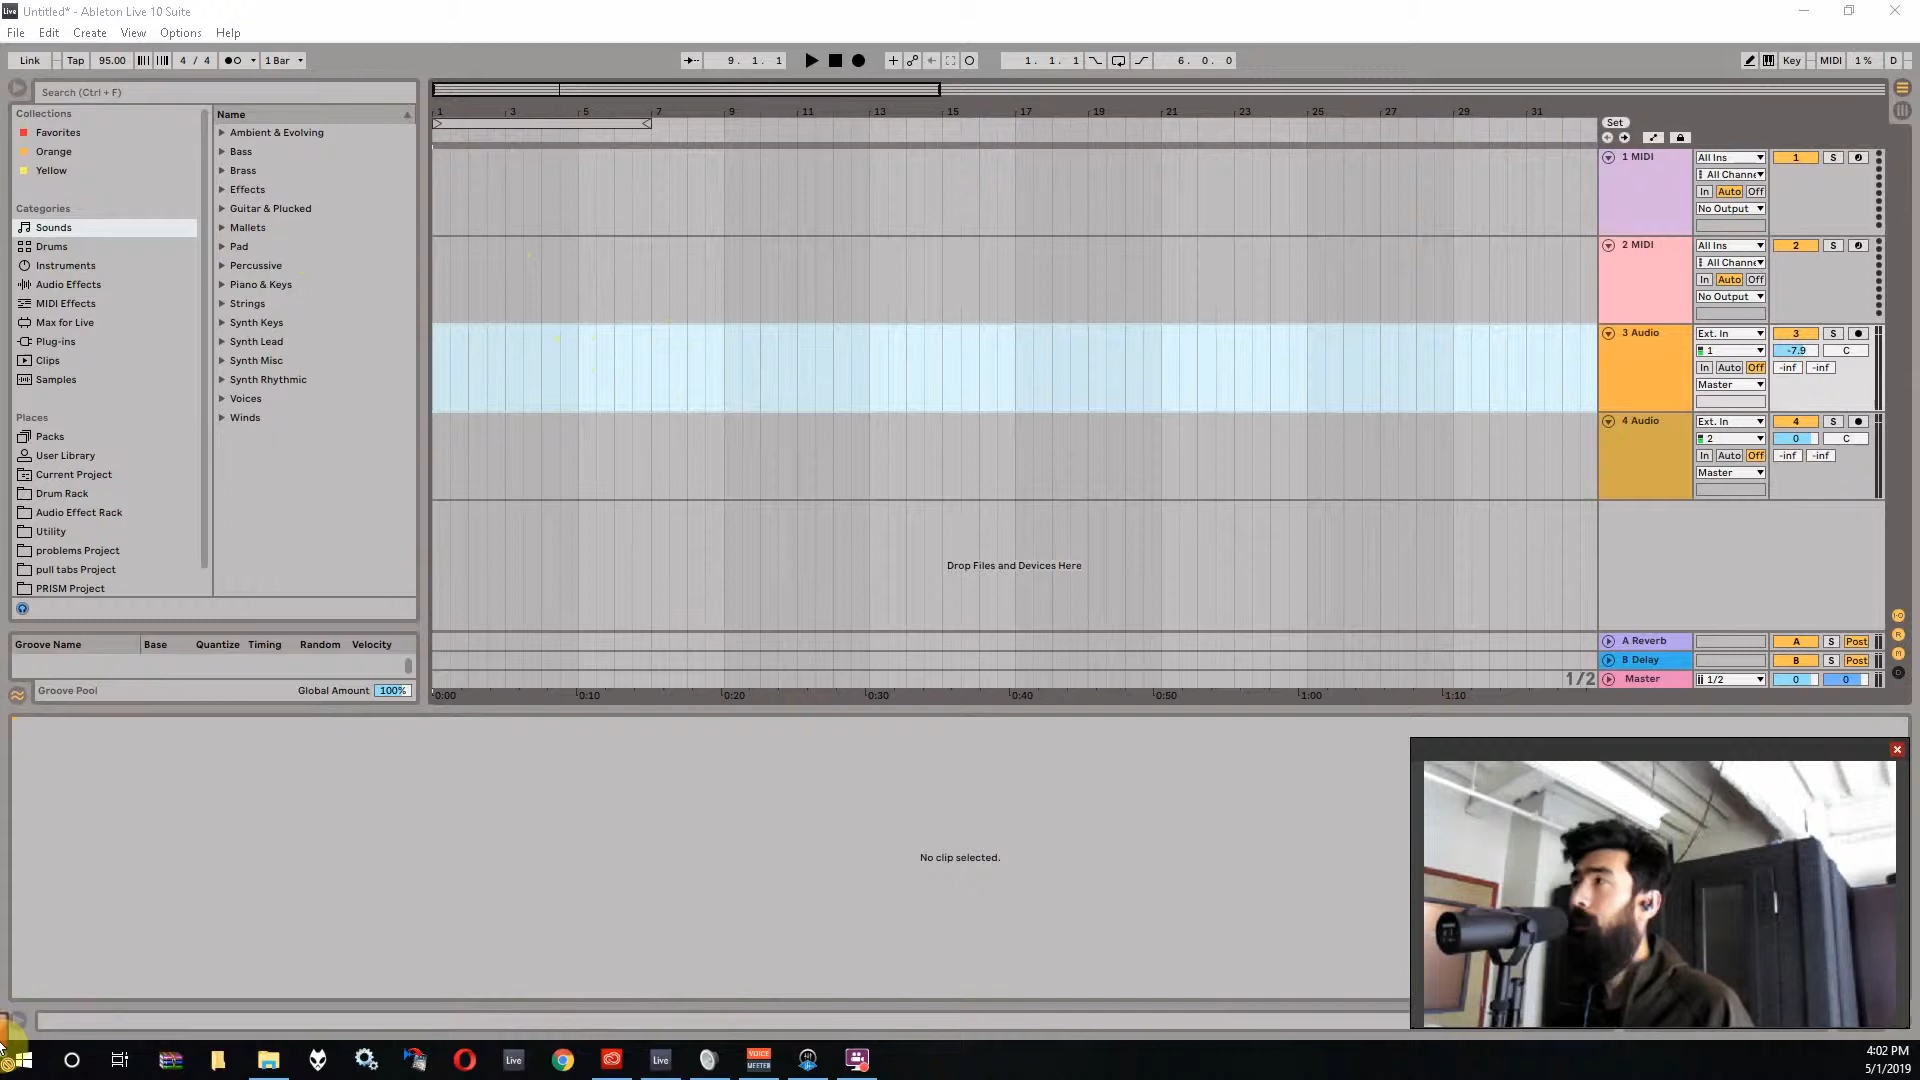 Live Untitled* - Ableton Live 10 Suite
File Edit Create View Options Help
Link Tap 95.00 4 / 4 1 Bar 9. 1. 1 1. 1. 1 6. 0. 0 Key MIDI 1 % D
Search (Ctrl + F)
Collections
Favorites
Orange
Yellow
Categories
Sounds
Drums
Instruments
Audio Effects
MIDI Effects
Max for Live
Plug-ins
Clips
Samples
Places
Packs
User Library
Current Project
Drum Rack
Audio Effect Rack
Utility
problems Project
pull tabs Project
PRISM Project
Name
Ambient & Evolving
Bass
Brass
Effects
Guitar & Plucked
Mallets
Pad
Percussive
Piano & Keys
Strings
Synth Keys
Synth Lead
Synth Misc
Synth Rhythmic
Voices
Winds
Groove Name Base Quantize Timing Random Velocity
Groove Pool Global Amount 100%
1 3 5 7 9 11 13 15 17 19 21 23 25 27 29 31
Set
1 MIDI All Ins 1 S
All Channe
In Auto Off
No Output
2 MIDI All Ins 2 S
All Channe
In Auto Off
No Output
3 Audio Ext. In 3 S
1 -7.9 C
In Auto Off -inf -inf
Master
4 Audio Ext. In 4 S
2 0 C
In Auto Off -inf -inf
Master
Drop Files and Devices Here
A Reverb A S Post
B Delay B S Post
1/2 Master 1/2 0 0
0:00 0:10 0:20 0:30 0:40 0:50 1:00 1:10
No clip selected.
Live Live VOICE MEETER
4:02 PM
5/1/2019